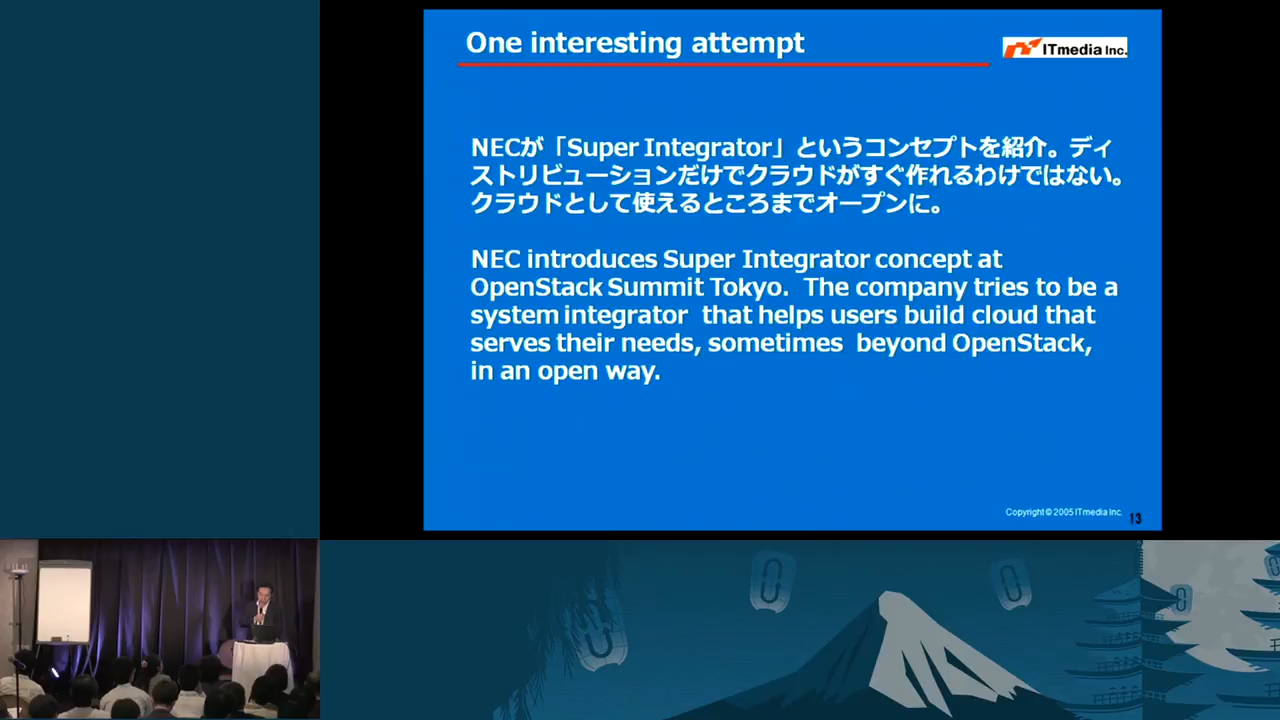 One interesting attempt
ITmedia Inc.
NECが「Super Integrator」というコンセプトを紹介。ディ
ストリビューションだけでクラウドがすぐ作れるわけではない。
クラウドとして使えるところまでオープンに。
NEC introduces Super Integrator concept at
OpenStack Summit Tokyo. The company tries to be a
system integrator that helps users build cloud that
serves their needs, sometimes beyond OpenStack,
in an open way.
Copyright © 2005 ITmedia Inc.
13